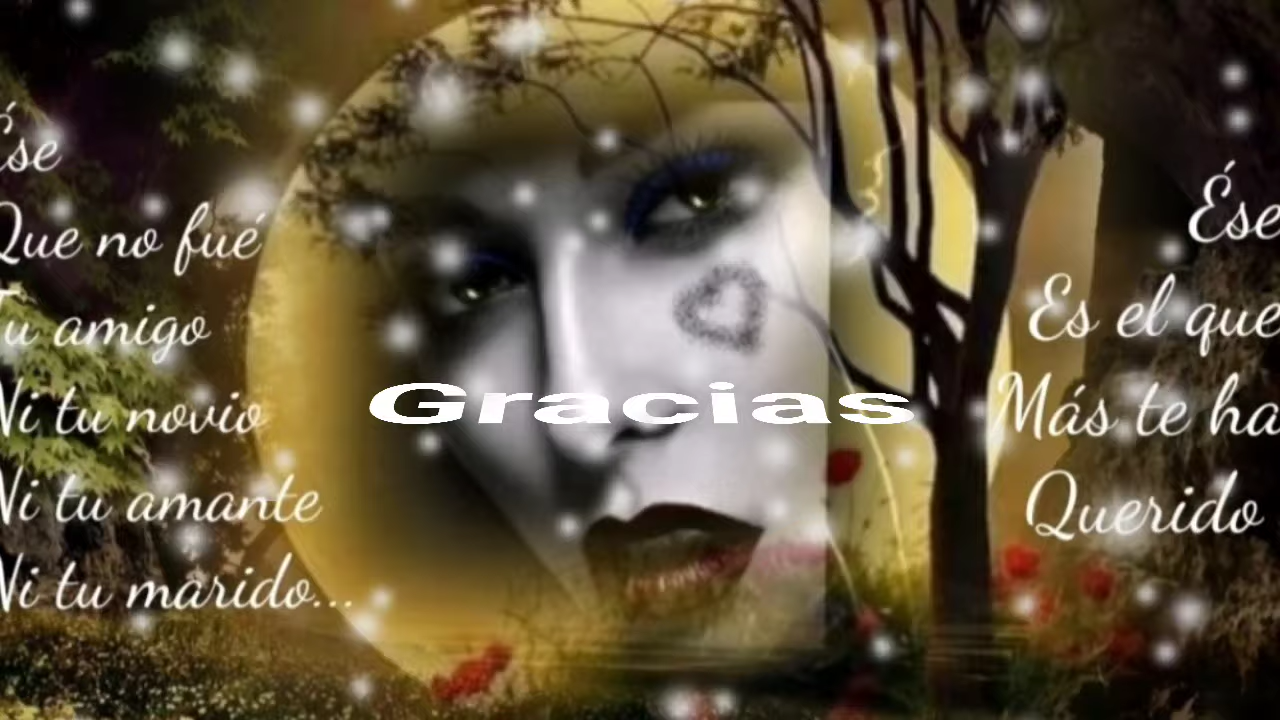 Ése
Que no fué
Tu amigo
Ni tu novio
Ni tu amante
Ni tu marido...
Gracias
Ése
Es el que
Más te ha
Querido